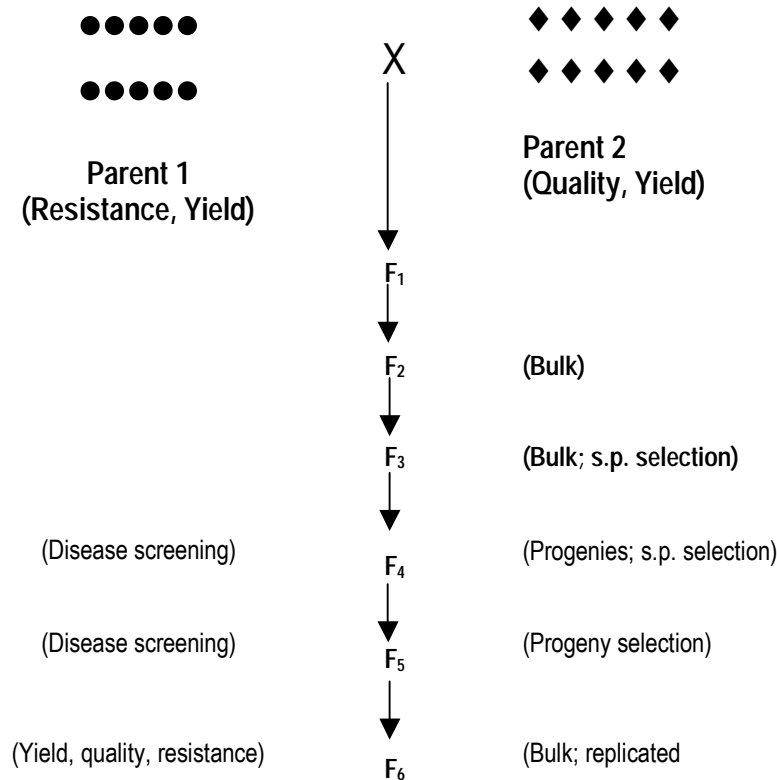 X
Parent 1
(Resistance, Yield)
Parent 2
(Quality, Yield)
F₁
F₂
(Bulk)
F₃
(Bulk; s.p. selection)
(Disease screening)
F₄
(Progenies; s.p. selection)
(Disease screening)
F₅
(Progeny selection)
(Yield, quality, resistance)
F₆
(Bulk; replicated